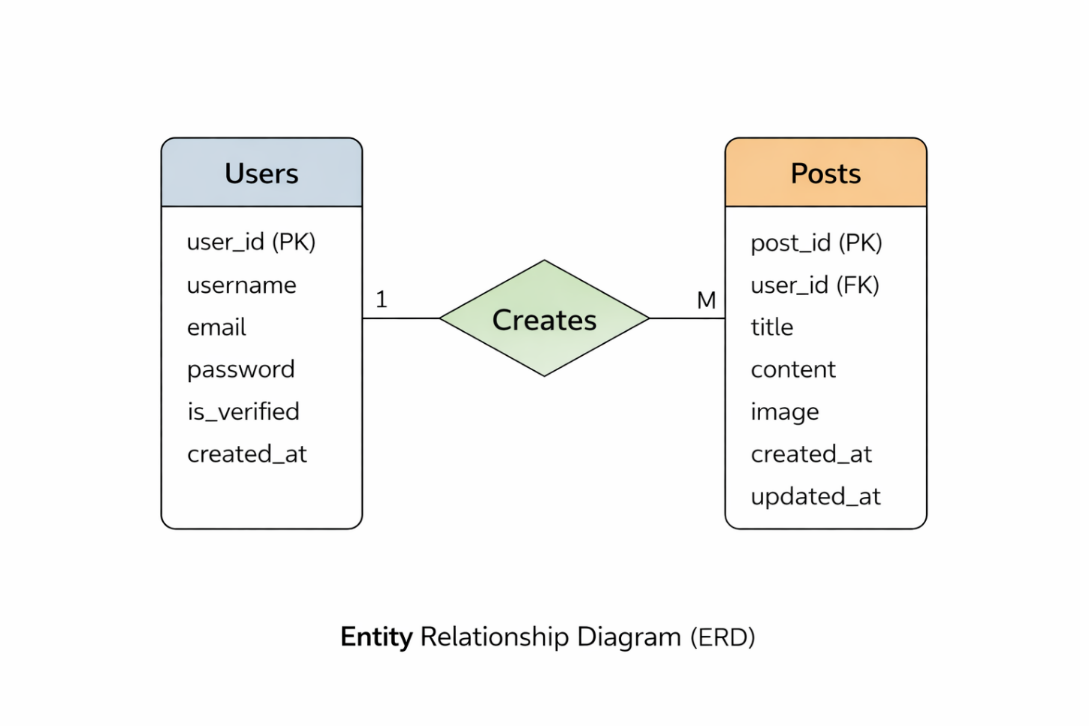 Users
user_id (PK)
username
email
password
is_verified
created_at
1
Creates
M
Posts
post_id (PK)
user_id (FK)
title
content
image
created_at
updated_at
Entity Relationship Diagram (ERD)